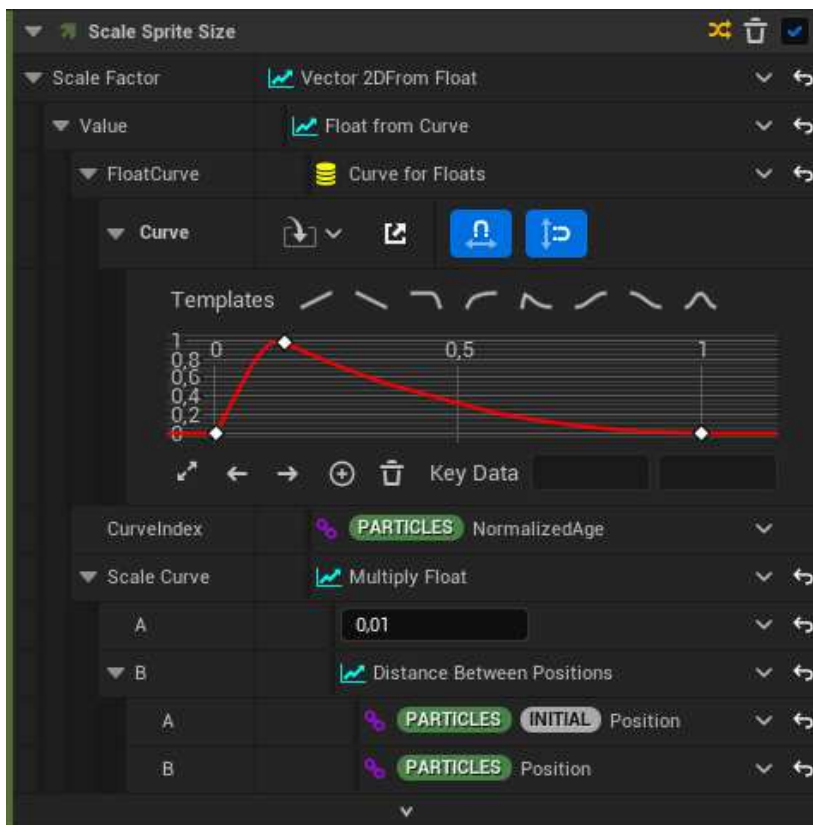 Scale Sprite Size
Scale Factor Vector 2DFrom Float
Value Float from Curve
FloatCurve Curve for Floats
Curve
Templates
1 0 0,5 1
0,8
0,6
0,4
0,2
0
Key Data
CurveIndex PARTICLES NormalizedAge
Scale Curve Multiply Float
A 0,01
B Distance Between Positions
A PARTICLES INITIAL Position
B PARTICLES Position